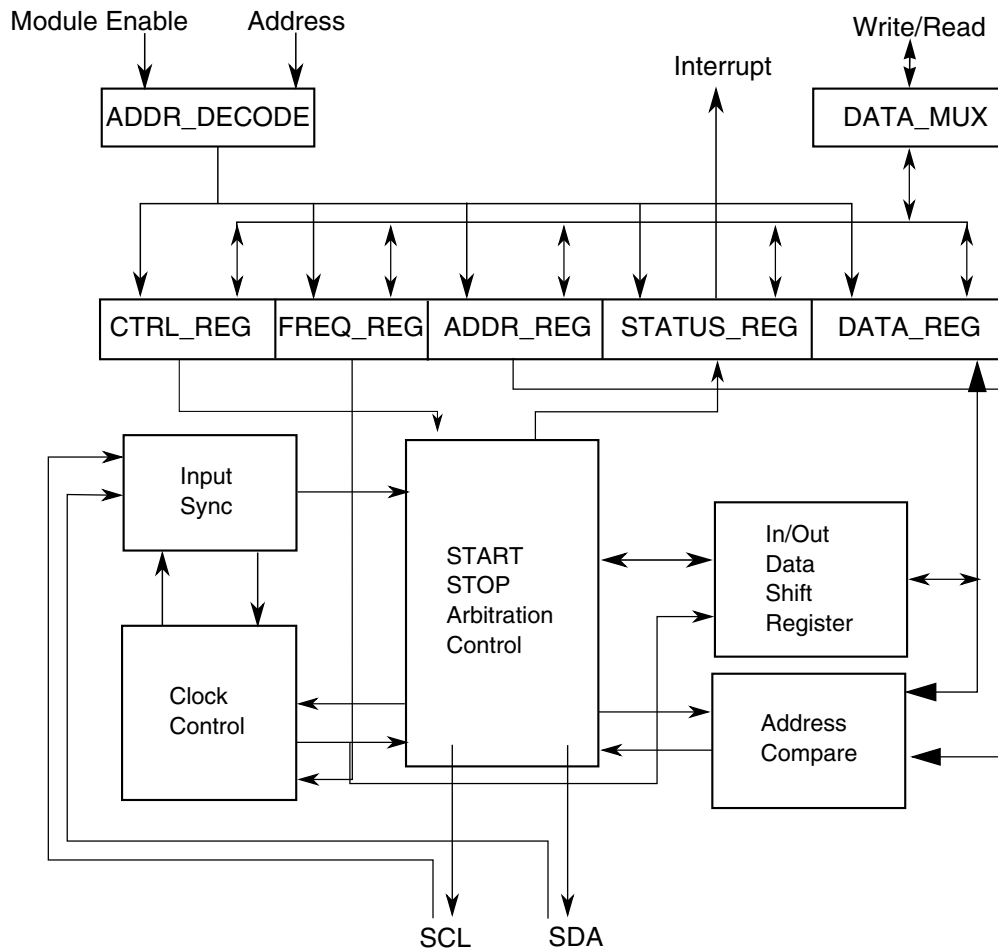 Module Enable
Address
Write/Read
Interrupt
ADDR_DECODE
DATA_MUX
CTRL_REG
FREQ_REG
ADDR_REG
STATUS_REG
DATA_REG
Input
Sync
START
STOP
Arbitration
Control
In/Out
Data
Shift
Register
Clock
Control
Address
Compare
SCL
SDA